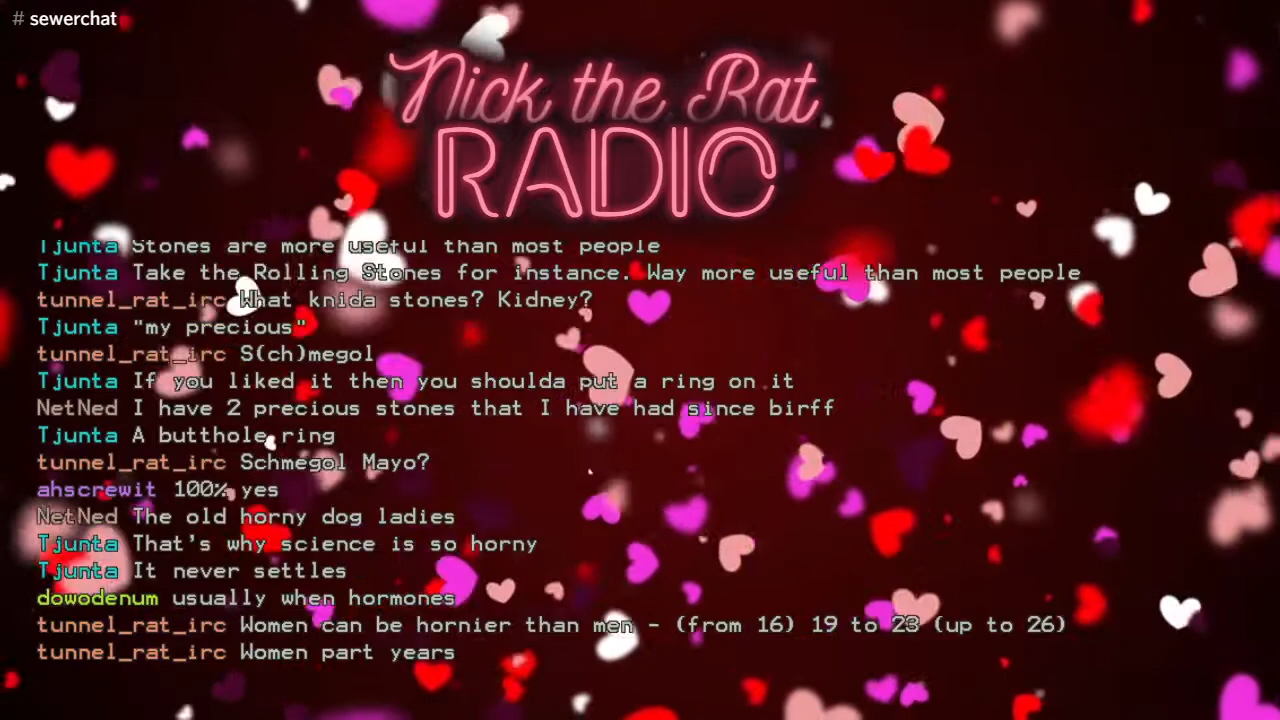 # sewerchat
Nick the Rat
RADIO
Tjunta Stones are more useful than most people
Tjunta Take the Rolling Stones for instance. Way more useful than most people
tunnel_rat_irc What knida stones? Kidney?
Tjunta "my precious"
tunnel_rat_irc S(ch)megol
Tjunta If you liked it then you shoulda put a ring on it
NetNed I have 2 precious stones that I have had since birff
Tjunta A butthole ring
tunnel_rat_irc Schmegol Mayo?
ahscrewit 100% yes
NetNed The old horny dog ladies
Tjunta That's why science is so horny
Tjunta It never settles
dowodenum usually when hormones
tunnel_rat_irc Women can be hornier than men - (from 16) 19 to 23 (up to 26)
tunnel_rat_irc Women part years